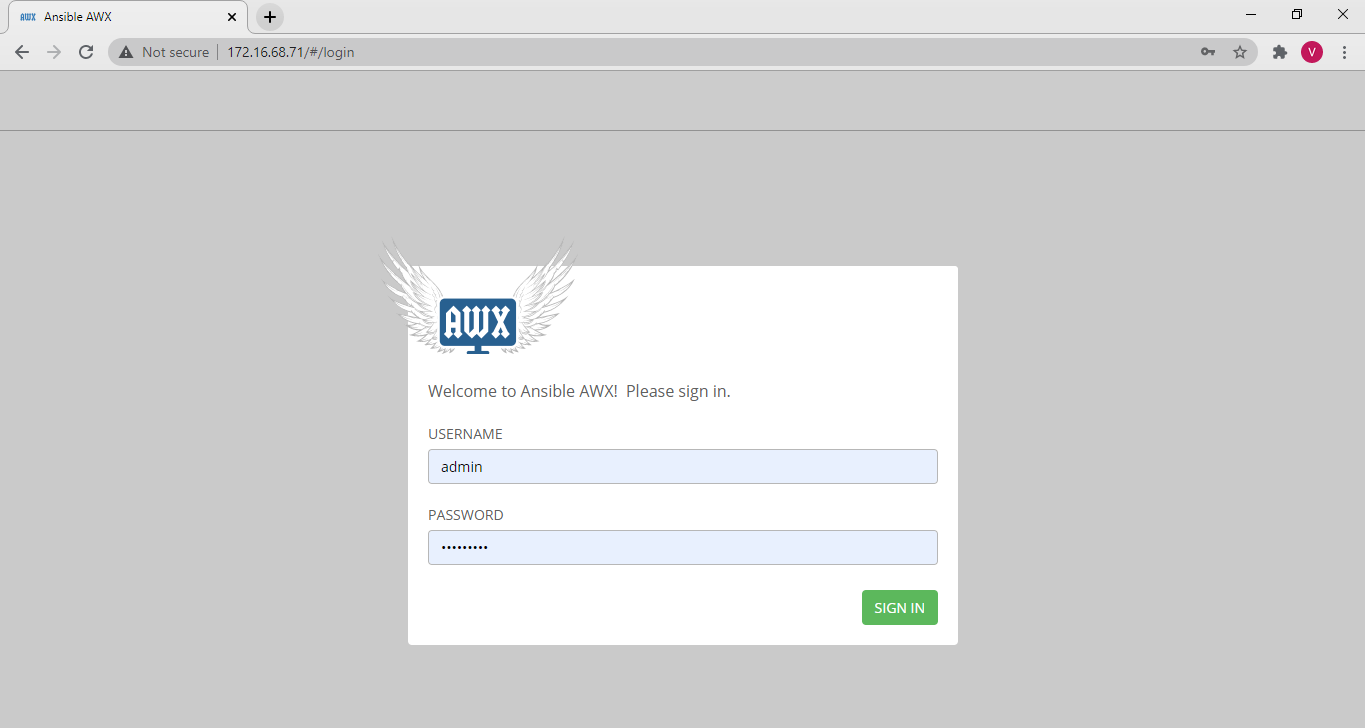 AWX Ansible AWX
Not secure 172.16.68.71/#/login V
AWX
Welcome to Ansible AWX!  Please sign in.
USERNAME
admin
PASSWORD
•••••••••
SIGN IN